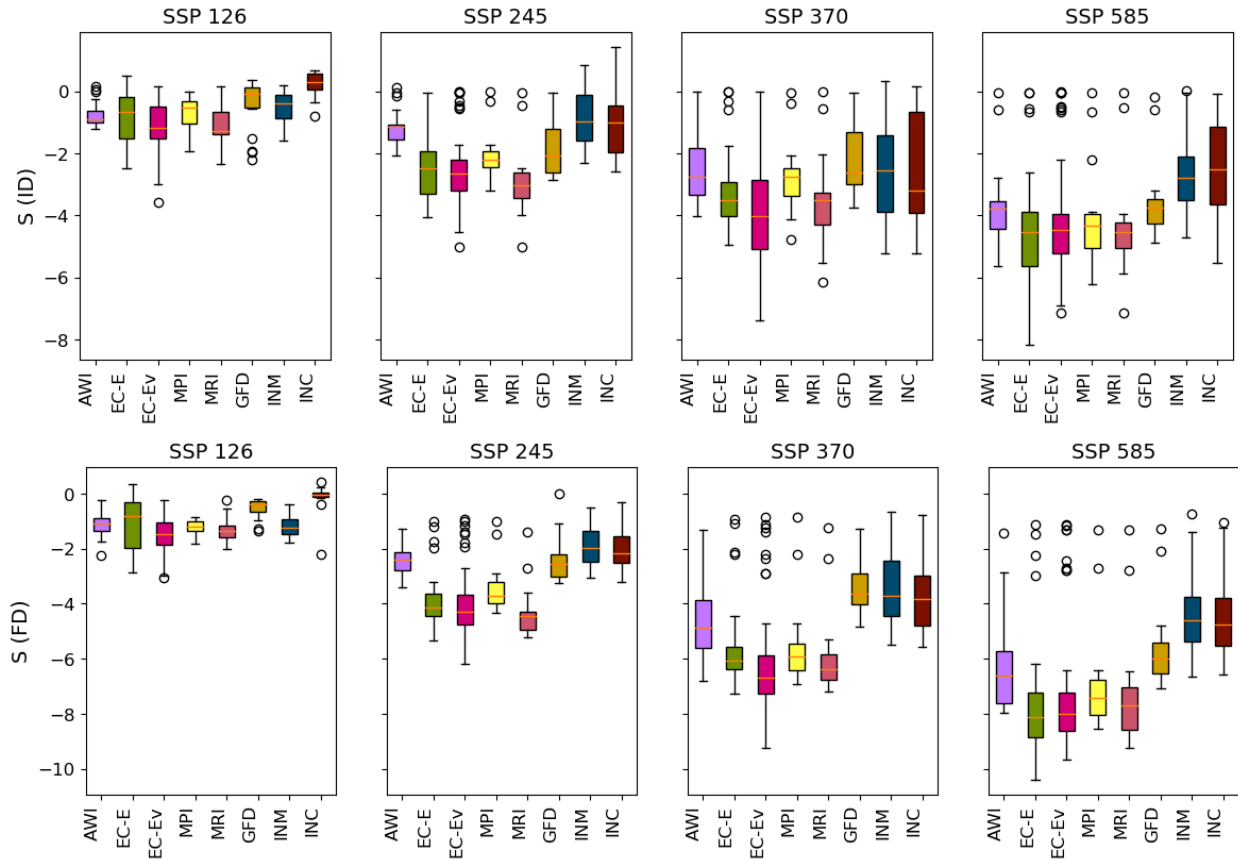 SSP 126 SSP 245 SSP 370 SSP 585
S (ID)
0
−2
−4
−6
−8
AWI EC-E EC-Ev MPI MRI GFD INM INC AWI EC-E EC-Ev MPI MRI GFD INM INC AWI EC-E EC-Ev MPI MRI GFD INM INC AWI EC-E EC-Ev MPI MRI GFD INM INC
SSP 126 SSP 245 SSP 370 SSP 585
S (FD)
0
−2
−4
−6
−8
−10
AWI EC-E EC-Ev MPI MRI GFD INM INC AWI EC-E EC-Ev MPI MRI GFD INM INC AWI EC-E EC-Ev MPI MRI GFD INM INC AWI EC-E EC-Ev MPI MRI GFD INM INC